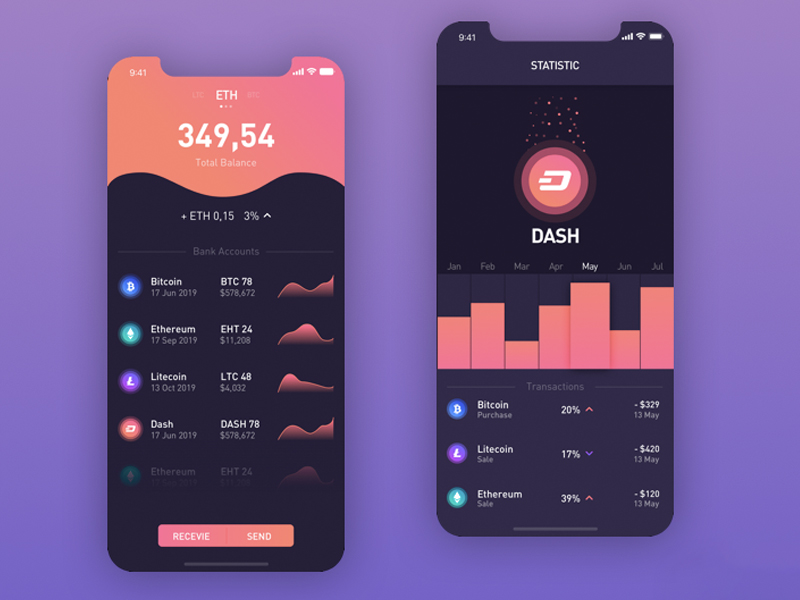 9:41
LTC ETH BTC
349,54
Total Balance
+ ETH 0,15 3%
Bank Accounts
Bitcoin BTC 78
17 Jun 2019 $578,672
Ethereum EHT 24
17 Sep 2019 $11,208
Litecoin LTC 48
13 Oct 2019 $4,032
Dash DASH 78
17 Jun 2019 $578,672
Ethereum EHT 24
$11,208
RECEVIE SEND
9:41
STATISTIC
DASH
Jan Feb Mar Apr May Jun Jul
Transactions
Bitcoin 20% - $329
Purchase 13 May
Litecoin 17% - $420
Sale 13 May
Ethereum 39% - $120
Sale 13 May